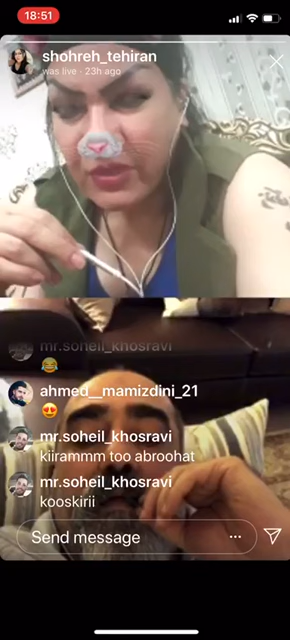 18:51
shohreh_tehiran
was live · 23h ago
mr.soheil_khosravi
😂
ahmed__mamizdini_21
😍
mr.soheil_khosravi
kiirammm too abroohat
mr.soheil_khosravi
kooskirii
Send message